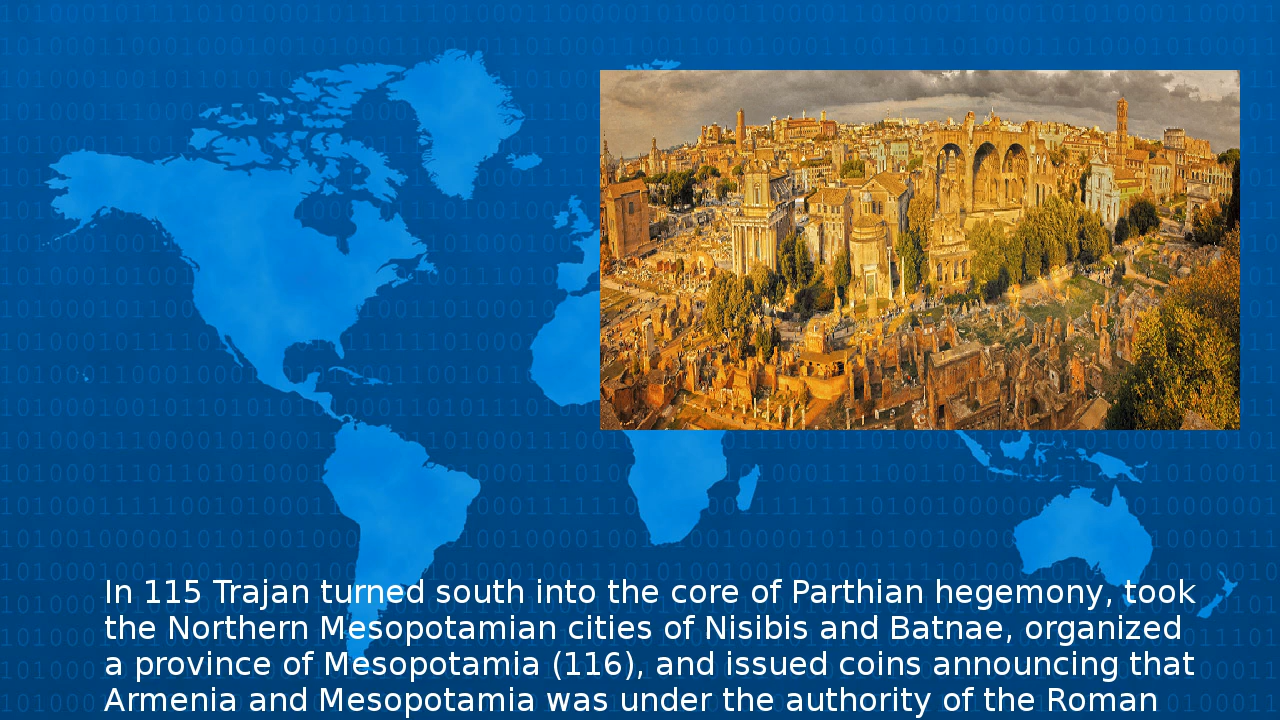 In 115 Trajan turned south into the core of Parthian hegemony, took
the Northern Mesopotamian cities of Nisibis and Batnae, organized
a province of Mesopotamia (116), and issued coins announcing that
Armenia and Mesopotamia was under the authority of the Roman